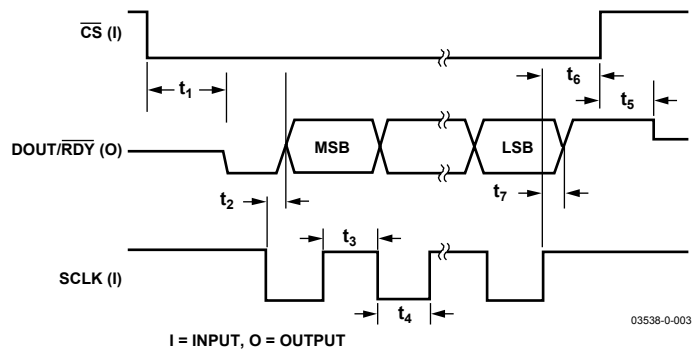 CS (I)
t1
t6
t5
DOUT/RDY (O)
MSB
LSB
t2
t7
t3
SCLK (I)
t4
03538-0-003
I = INPUT, O = OUTPUT